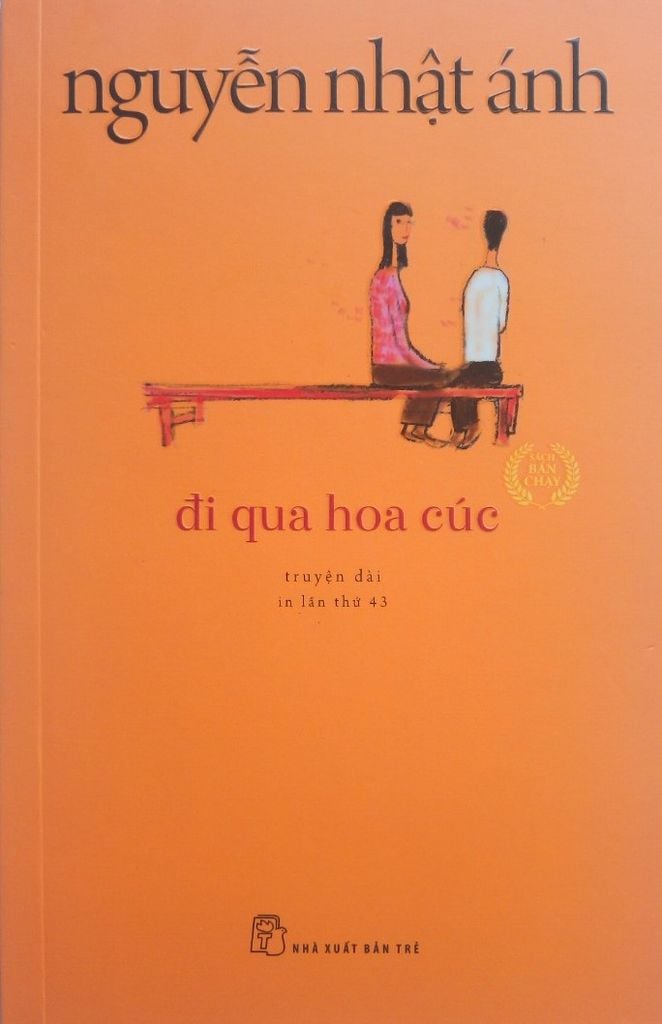 nguyễn nhật ánh
SÁCH
BÁN
CHẠY
đi qua hoa cúc
truyện dài
in lần thứ 43
T
NHÀ XUẤT BẢN TRẺ